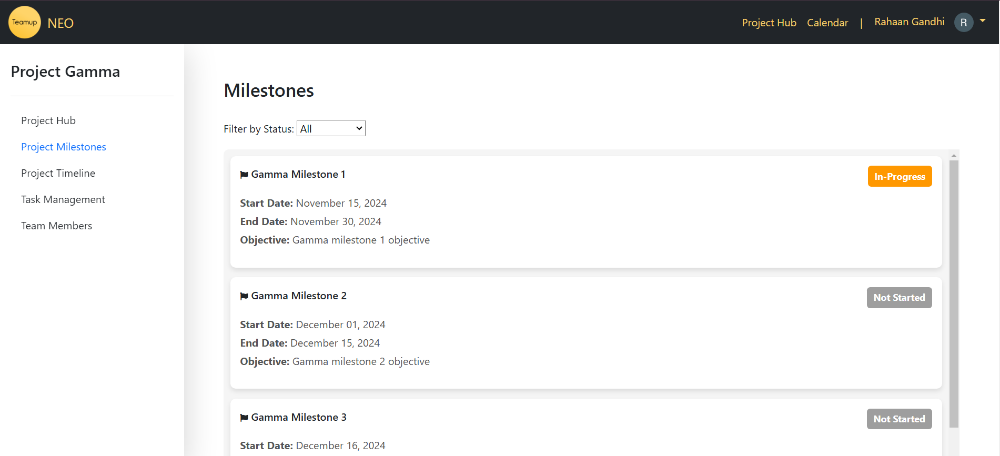 Teamup NEO Project Hub Calendar | Rahaan Gandhi R
Project Gamma
Project Hub
Project Milestones
Project Timeline
Task Management
Team Members
Milestones
Filter by Status: All
Gamma Milestone 1 In-Progress
Start Date: November 15, 2024
End Date: November 30, 2024
Objective: Gamma milestone 1 objective
Gamma Milestone 2 Not Started
Start Date: December 01, 2024
End Date: December 15, 2024
Objective: Gamma milestone 2 objective
Gamma Milestone 3 Not Started
Start Date: December 16, 2024